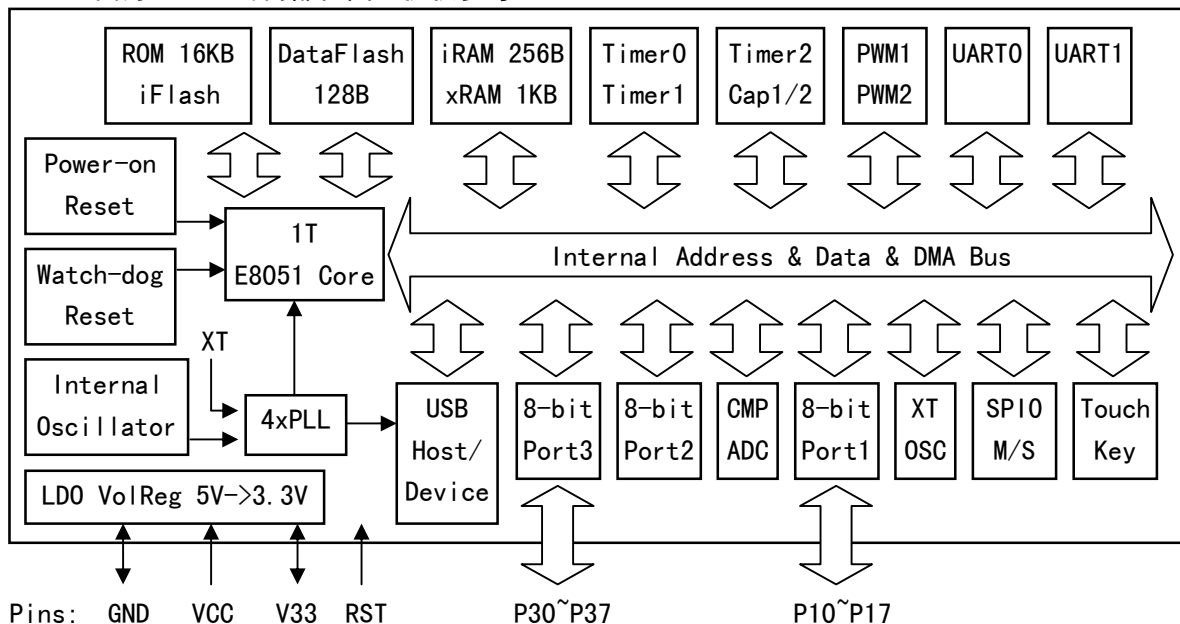 ROM 16KB
iFlash
DataFlash
128B
iRAM 256B
xRAM 1KB
Timer0
Timer1
Timer2
Cap1/2
PWM1
PWM2
UART0
UART1
Power-on
Reset
1T
E8051 Core
Internal Address & Data & DMA Bus
Watch-dog
Reset
XT
Internal
Oscillator
4xPLL
USB
Host/
Device
8-bit
Port3
8-bit
Port2
CMP
ADC
8-bit
Port1
XT
OSC
SPI0
M/S
Touch
Key
LDO VolReg 5V->3.3V
Pins: GND VCC V33 RST P30~P37 P10~P17